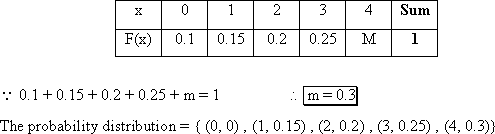 x 0 1 2 3 4 Sum
F(x) 0.1 0.15 0.2 0.25 M 1
∵ 0.1 + 0.15 + 0.2 + 0.25 + m = 1 ∴ m = 0.3
The probability distribution = { (0, 0) , (1, 0.15) , (2, 0.2) , (3, 0.25) , (4, 0.3)}